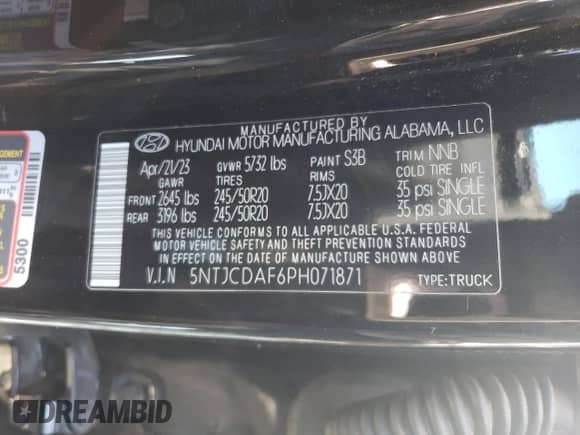 MANUFACTURED BY
HYUNDAI MOTOR MANUFACTURING ALABAMA, LLC
Apr/21/23 GVWR 5732 lbs PAINT S3B TRIM NNB
GAWR TIRES RIMS COLD TIRE INFL
FRONT 2645 lbs 245/50R20 7.5JX20 35 psi SINGLE
REAR 3196 lbs 245/50R20 7.5JX20 35 psi SINGLE
THIS VEHICLE CONFORMS TO ALL APPLICABLE U.S.A. FEDERAL
MOTOR VEHICLE SAFETY AND THEFT PREVENTION STANDARDS
IN EFFECT ON THE DATE OF MANUFACTURE SHOWN ABOVE
V.I.N 5NTJCDAF6PH071871 TYPE:TRUCK
5300
DREAMBID